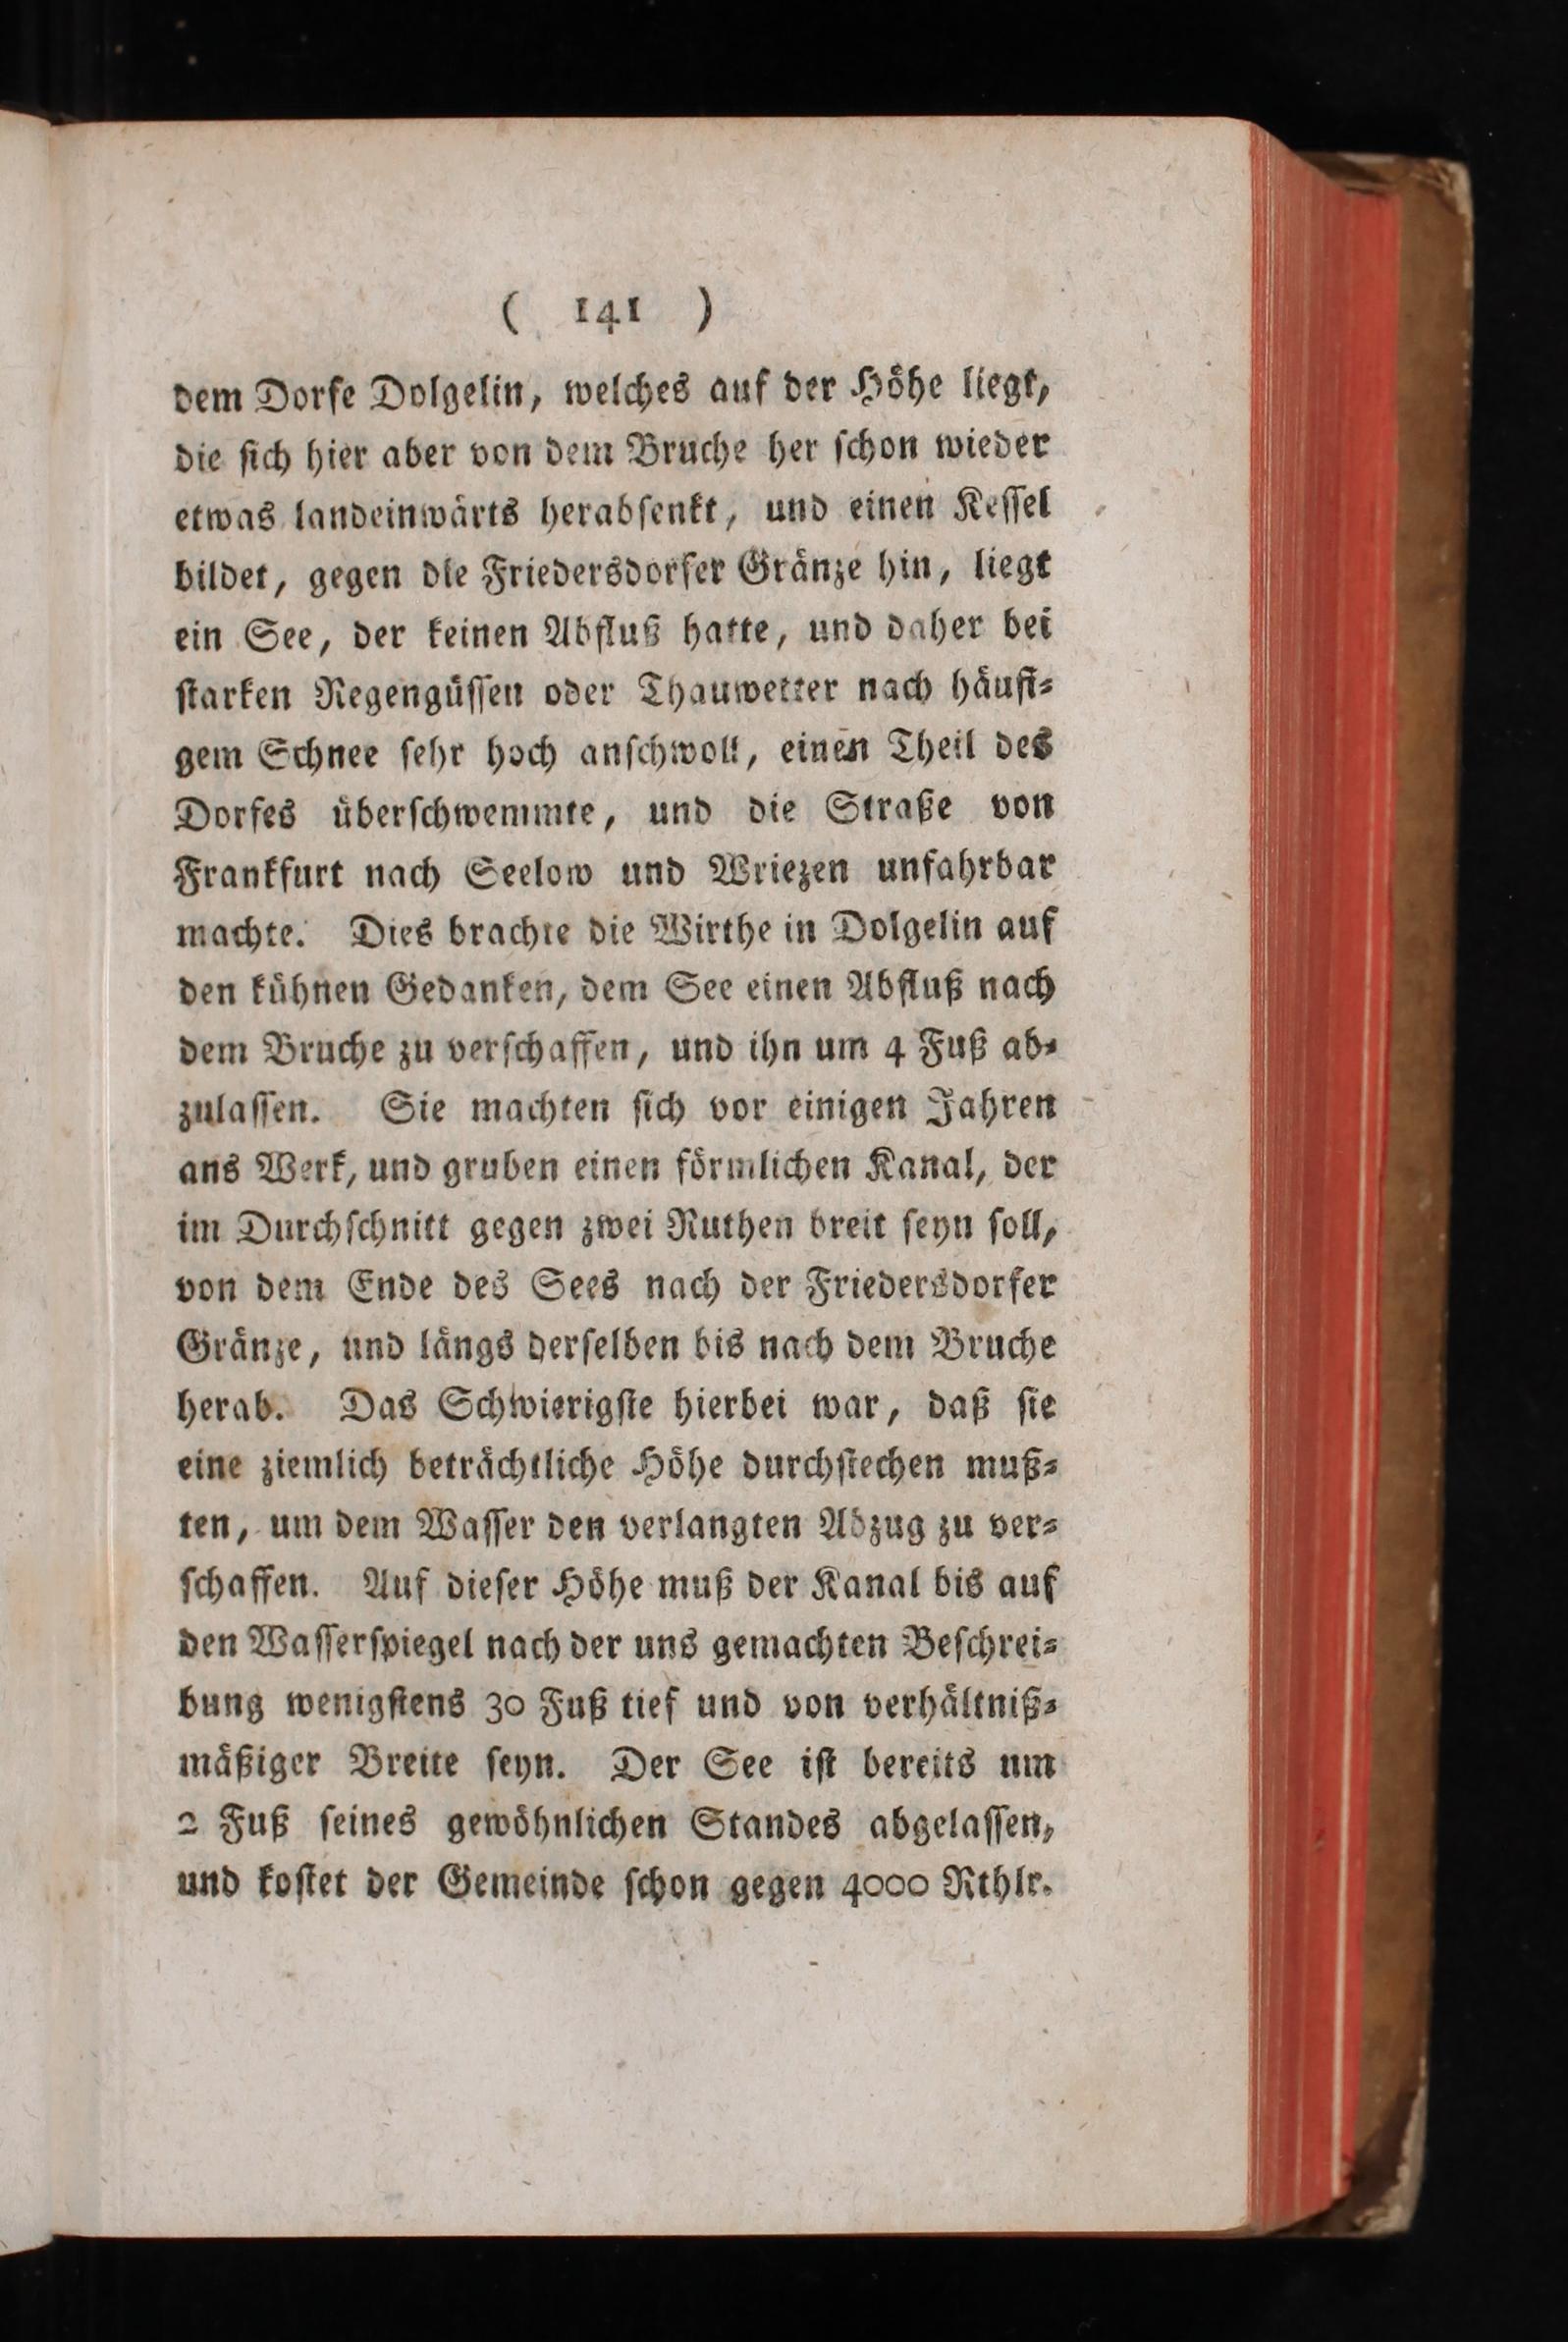 ( 141 )
dem Dorfe Dolgelin, welches auf der Höhe liegt,
die ſich hier aber von dem Bruche her ſchon wieder
etwas landeinwärts herabſenkt, und einen Keſſel
bildet, gegen die Friedersdorfer Gränze hin, liegt
ein See, der keinen Abfluß hatte, und daher bei
ſtarken Regengüſſen oder Thauwetter nach häufi⸗
gem Schnee ſehr hoch anſchwoll, einen Theil des
Dorfes überſchwemmte, und die Straße von
Frankfurt nach Seelow und Wriezen unfahrbar
machte. Dies brachte die Wirthe in Dolgelin auf
den kühnen Gedanken, dem See einen Abfluß nach
dem Bruche zu verſchaffen, und ihn um 4 Fuß ab⸗
zulaſſen. Sie machten ſich vor einigen Jahren
ans Werk, und gruben einen förmlichen Kanal, der
im Durchſchnitt gegen zwei Ruthen breit ſeyn ſoll,
von dem Ende des Sees nach der Friedersdorfer
Gränze, und längs derſelben bis nach dem Bruche
herab. Das Schwierigſte hierbei war, daß ſie
eine ziemlich beträchtliche Höhe durchſtechen muß⸗
ten, um dem Waſſer den verlangten Abzug zu ver⸗
ſchaffen. Auf dieſer Höhe muß der Kanal bis auf
den Waſſerſpiegel nach der uns gemachten Beſchrei⸗
bung wenigſtens 30 Fuß tief und von verhältniß⸗
mäßiger Breite ſeyn. Der See iſt bereits um
2 Fuß ſeines gewöhnlichen Standes abgelaſſen,
und koſtet der Gemeinde ſchon gegen 4000 Rthlr.